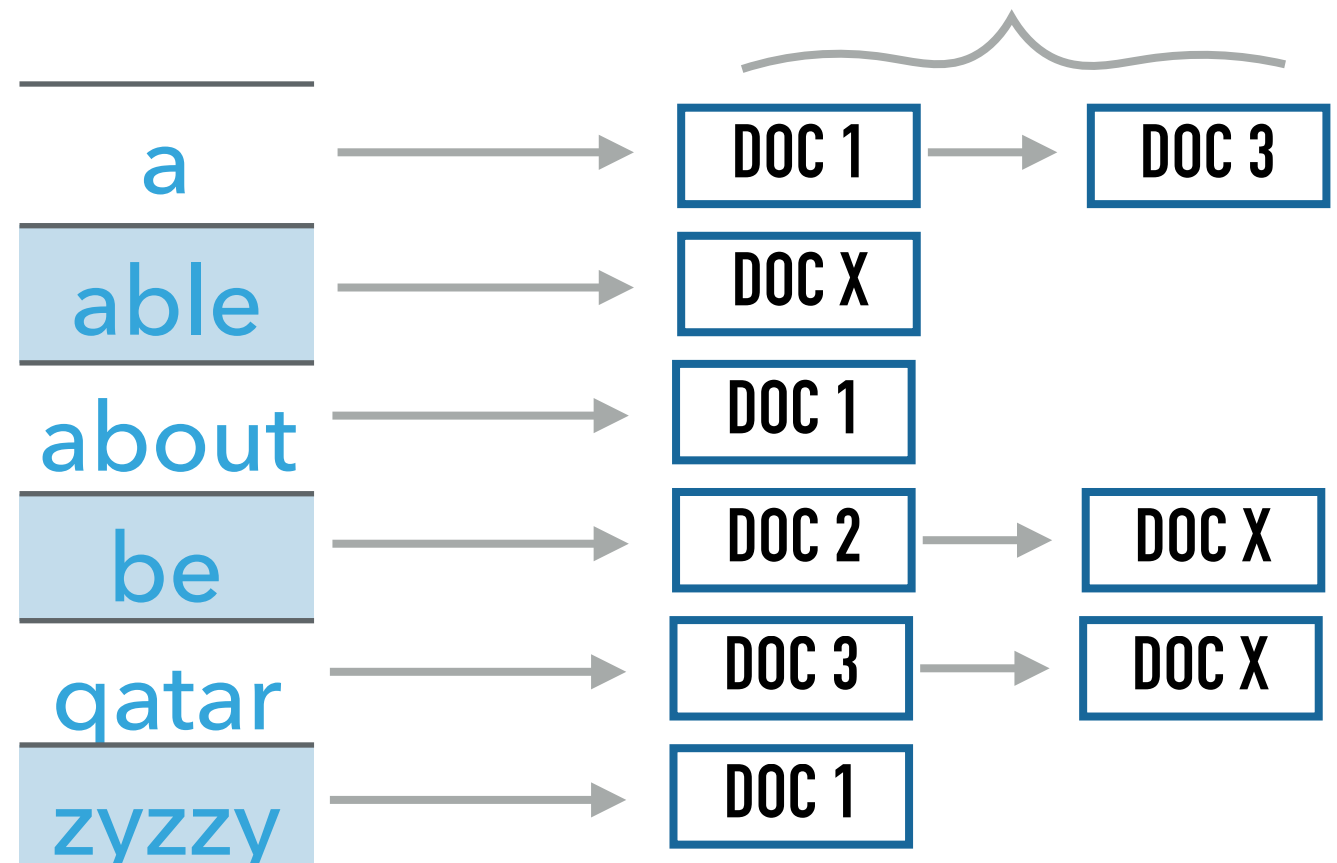 a DOC 1 DOC 3
able DOC X
about DOC 1
be DOC 2 DOC X
qatar DOC 3 DOC X
zyzzy DOC 1